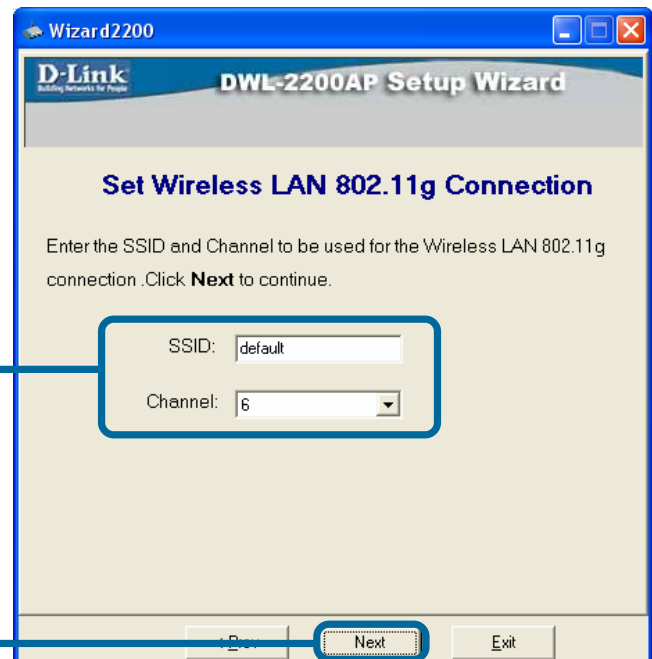 Wizard2200
D-Link
Building Networks for People
DWL-2200AP Setup Wizard
Set Wireless LAN 802.11g Connection
Enter the SSID and Channel to be used for the Wireless LAN 802.11g
connection .Click Next to continue.
SSID: default
Channel: 6
< Prev Next Exit